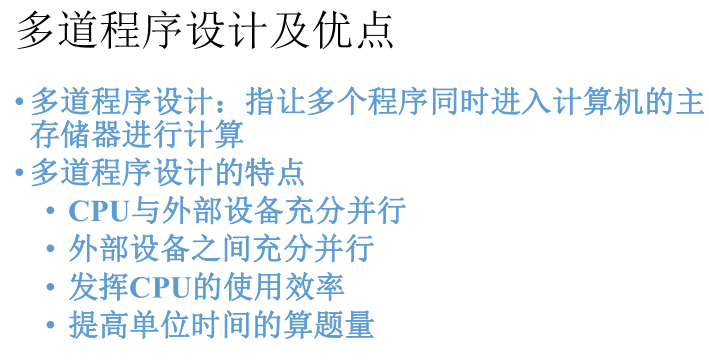 多道程序设计及优点
•多道程序设计：指让多个程序同时进入计算机的主
存储器进行计算
•多道程序设计的特点
• CPU与外部设备充分并行
• 外部设备之间充分并行
• 发挥CPU的使用效率
• 提高单位时间的算题量